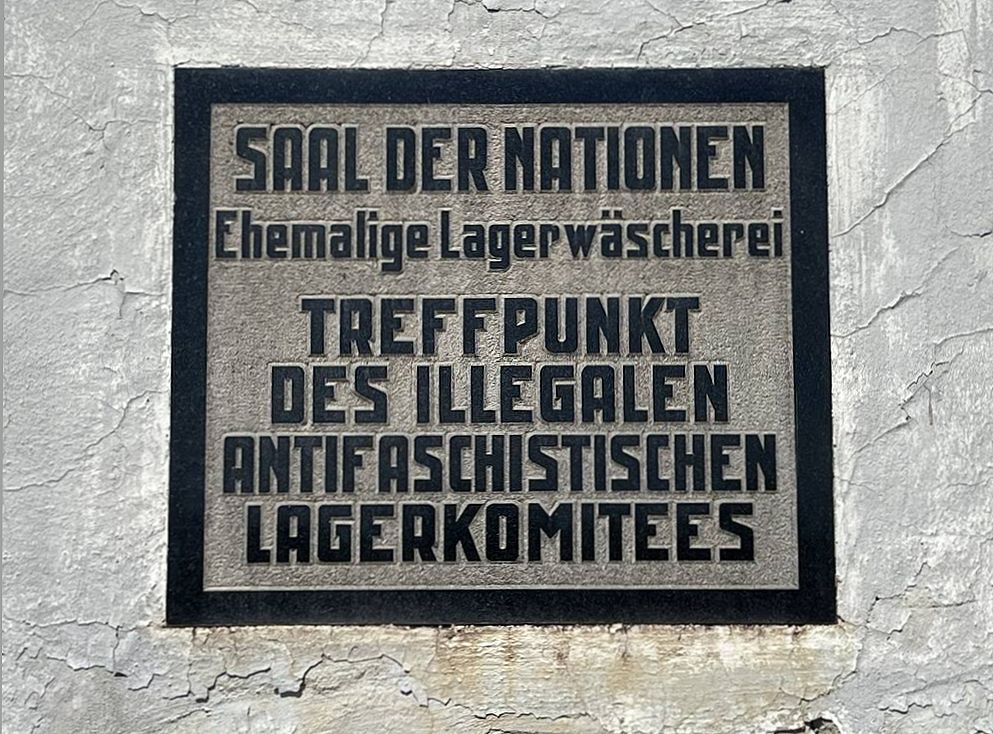 SAAL DER NATIONEN
Ehemalige Lagerwäscherei
TREFFPUNKT
DES ILLEGALEN
ANTIFASCHISTISCHEN
LAGERKOMITEES